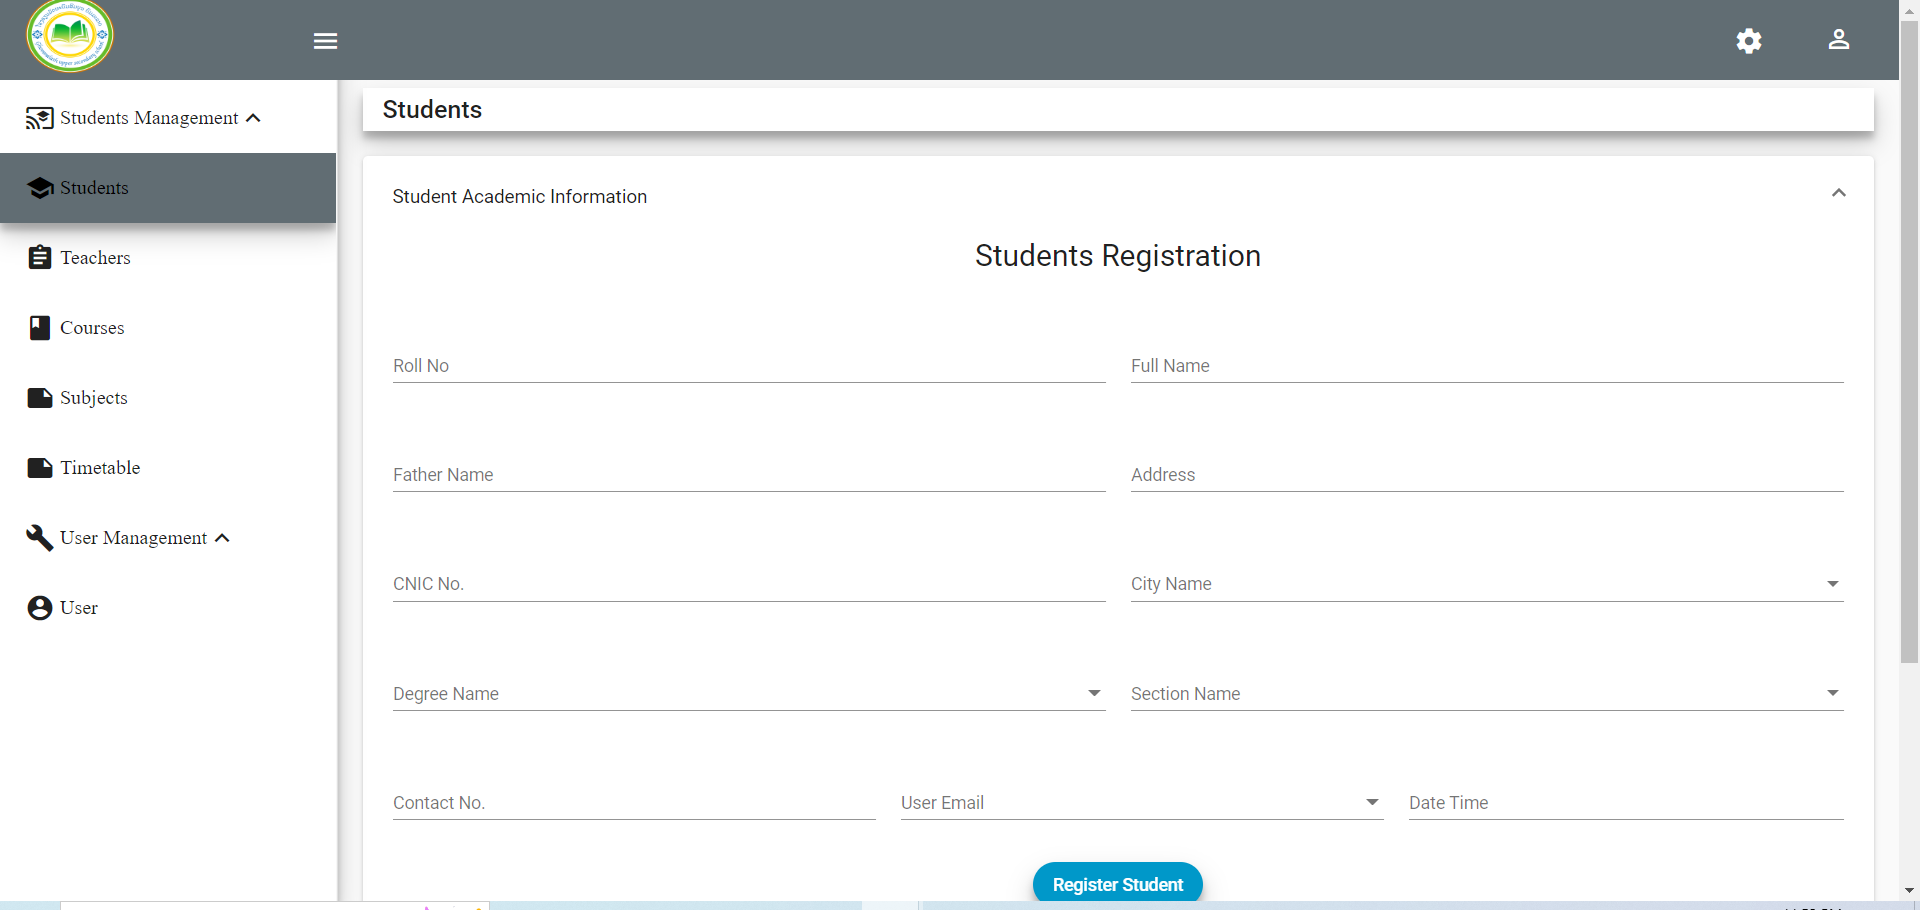 Students Management
Students
Teachers
Courses
Subjects
Timetable
User Management
User
Students
Student Academic Information
Students Registration
Roll No
Full Name
Father Name
Address
CNIC No.
City Name
Degree Name
Section Name
Contact No.
User Email
Date Time
Register Student